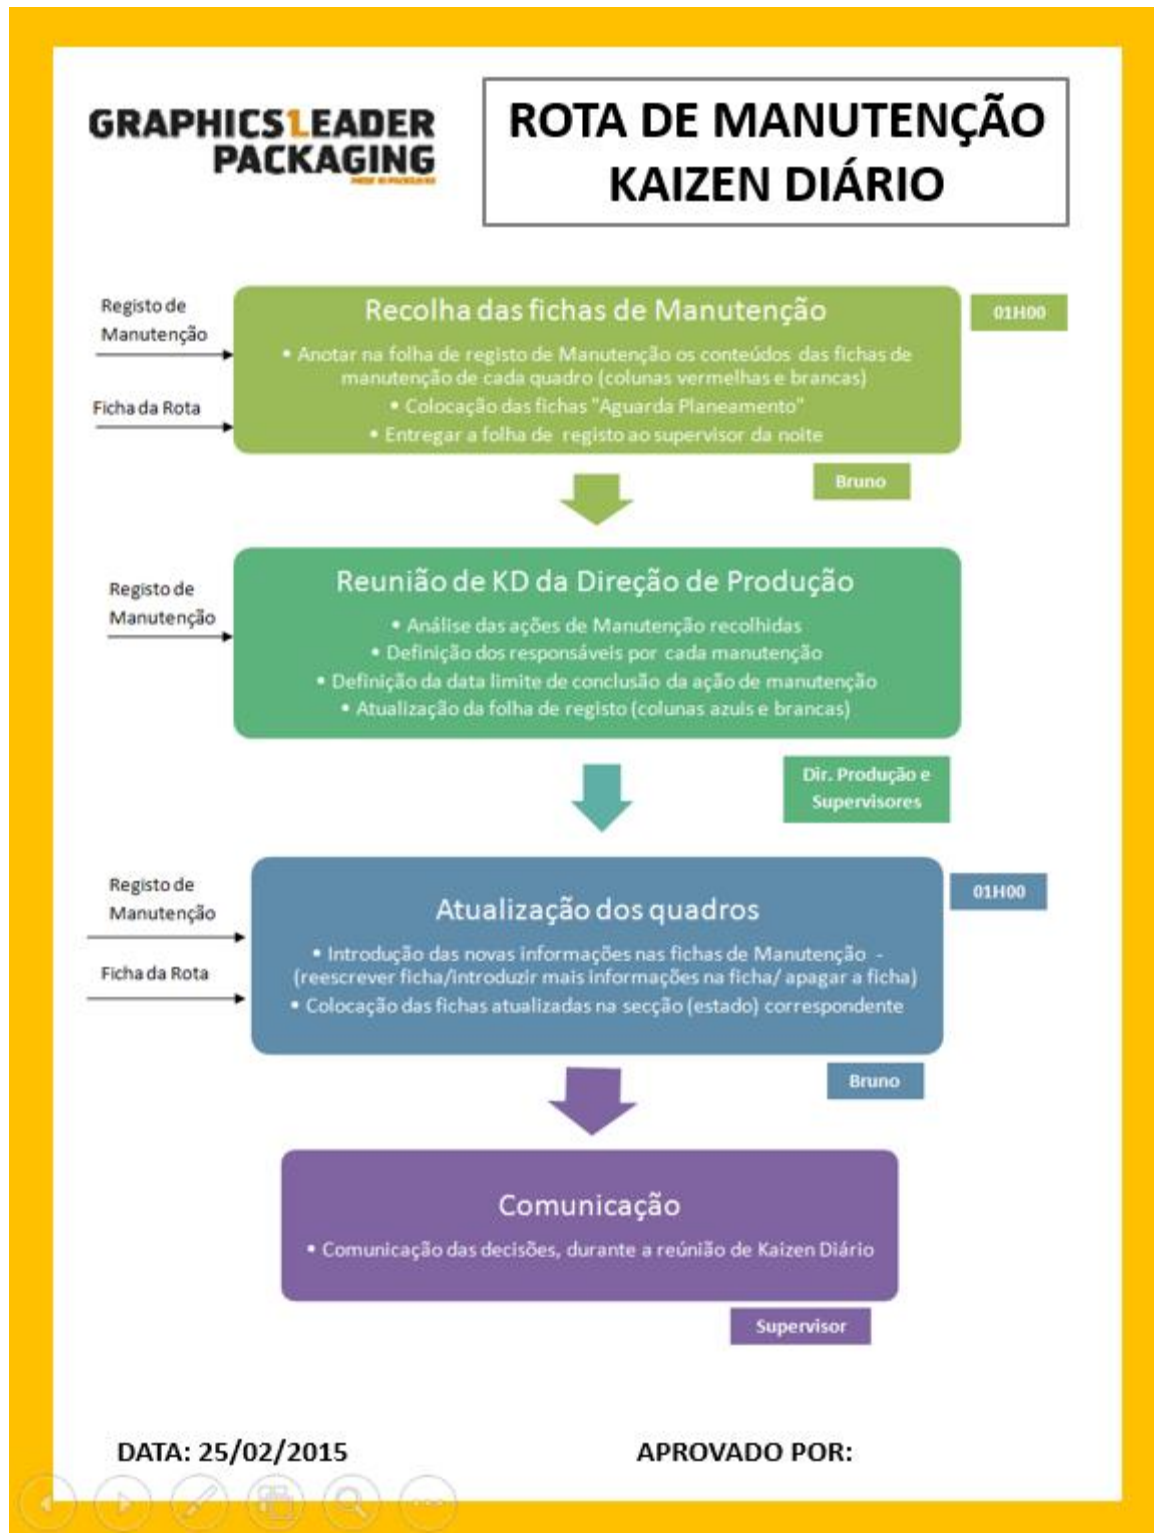 GRAPHICSLEADER
PACKAGING
ROTA DE MANUTENÇÃO
KAIZEN DIÁRIO
Registo de
Manutenção
Ficha da Rota
Recolha das fichas de Manutenção
• Anotar na folha de registo de Manutenção os conteúdos das fichas de
manutenção de cada quadro (colunas vermelhas e brancas)
• Colocação das fichas "Aguarda Planeamento"
• Entregar a folha de registo ao supervisor da noite
01H00
Bruno
Registo de
Manutenção
Reunião de KD da Direção de Produção
• Análise das ações de Manutenção recolhidas
• Definição dos responsáveis por cada manutenção
• Definição da data limite de conclusão da ação de manutenção
• Atualização da folha de registo (colunas azuis e brancas)
Dir. Produção e
Supervisores
Registo de
Manutenção
Ficha da Rota
Atualização dos quadros
• Introdução das novas informações nas fichas de Manutenção -
(reescrever ficha/introduzir mais informações na ficha/ apagar a ficha)
• Colocação das fichas atualizadas na secção (estado) correspondente
01H00
Bruno
Comunicação
• Comunicação das decisões, durante a reúnião de Kaizen Diário
Supervisor
DATA: 25/02/2015
APROVADO POR: